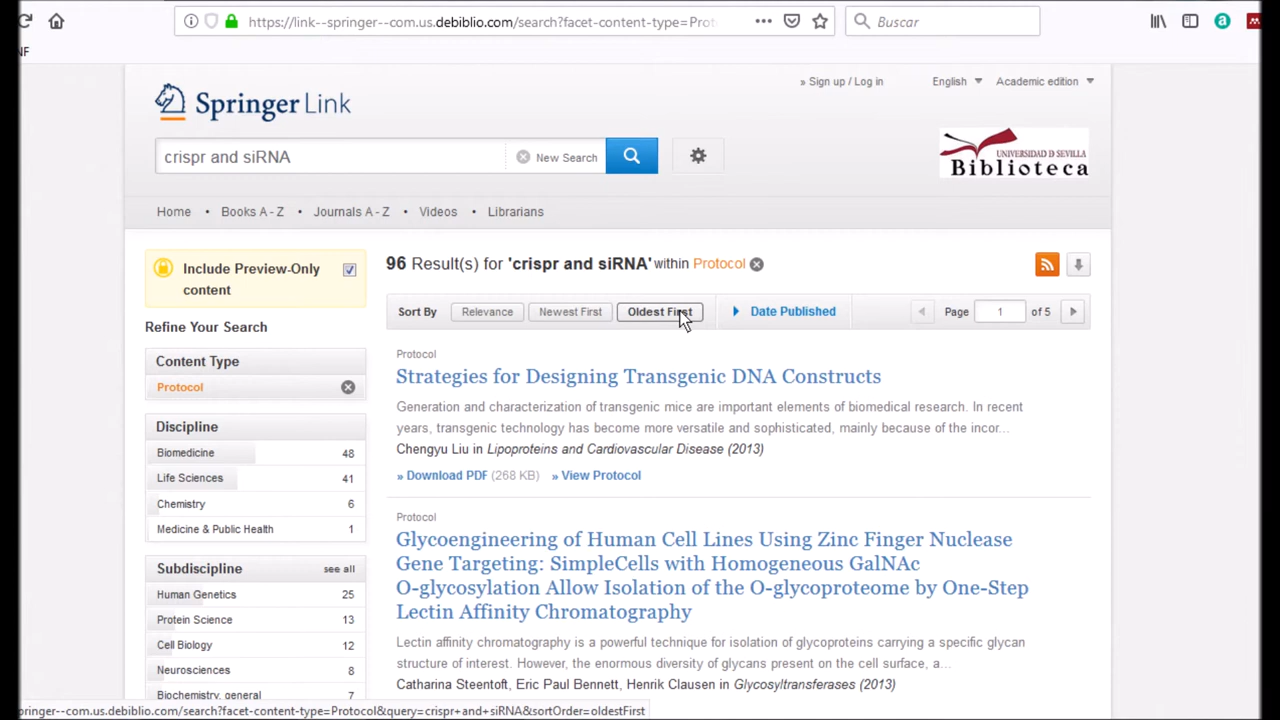 https://link--springer--com.us.debiblio.com/search?facet-content-type=Prot
Buscar
NF
» Sign up / Log in
English
Academic edition
Springer Link
crispr and siRNA
New Search
UNIVERSIDAD D SEVILLA
Biblioteca
Home • Books A - Z • Journals A - Z • Videos • Librarians
Include Preview-Only
content
Refine Your Search
Content Type
Protocol
Discipline
Biomedicine 48
Life Sciences 41
Chemistry 6
Medicine & Public Health 1
Subdiscipline see all
Human Genetics 25
Protein Science 13
Cell Biology 12
Neurosciences 8
Biochemistry, general 7
96 Result(s) for 'crispr and siRNA' within Protocol
Sort By Relevance Newest First Oldest First Date Published Page 1 of 5
Protocol
Strategies for Designing Transgenic DNA Constructs
Generation and characterization of transgenic mice are important elements of biomedical research. In recent
years, transgenic technology has become more versatile and sophisticated, mainly because of the incor...
Chengyu Liu in Lipoproteins and Cardiovascular Disease (2013)
» Download PDF (268 KB) » View Protocol
Protocol
Glycoengineering of Human Cell Lines Using Zinc Finger Nuclease
Gene Targeting: SimpleCells with Homogeneous GalNAc
O-glycosylation Allow Isolation of the O-glycoproteome by One-Step
Lectin Affinity Chromatography
Lectin affinity chromatography is a powerful technique for isolation of glycoproteins carrying a specific glycan
structure of interest. However, the enormous diversity of glycans present on the cell surface, a...
Catharina Steentoft, Eric Paul Bennett, Henrik Clausen in Glycosyltransferases (2013)
pringer--com.us.debiblio.com/search?facet-content-type=Protocol&query=crispr+and+siRNA&sortOrder=oldestFirst